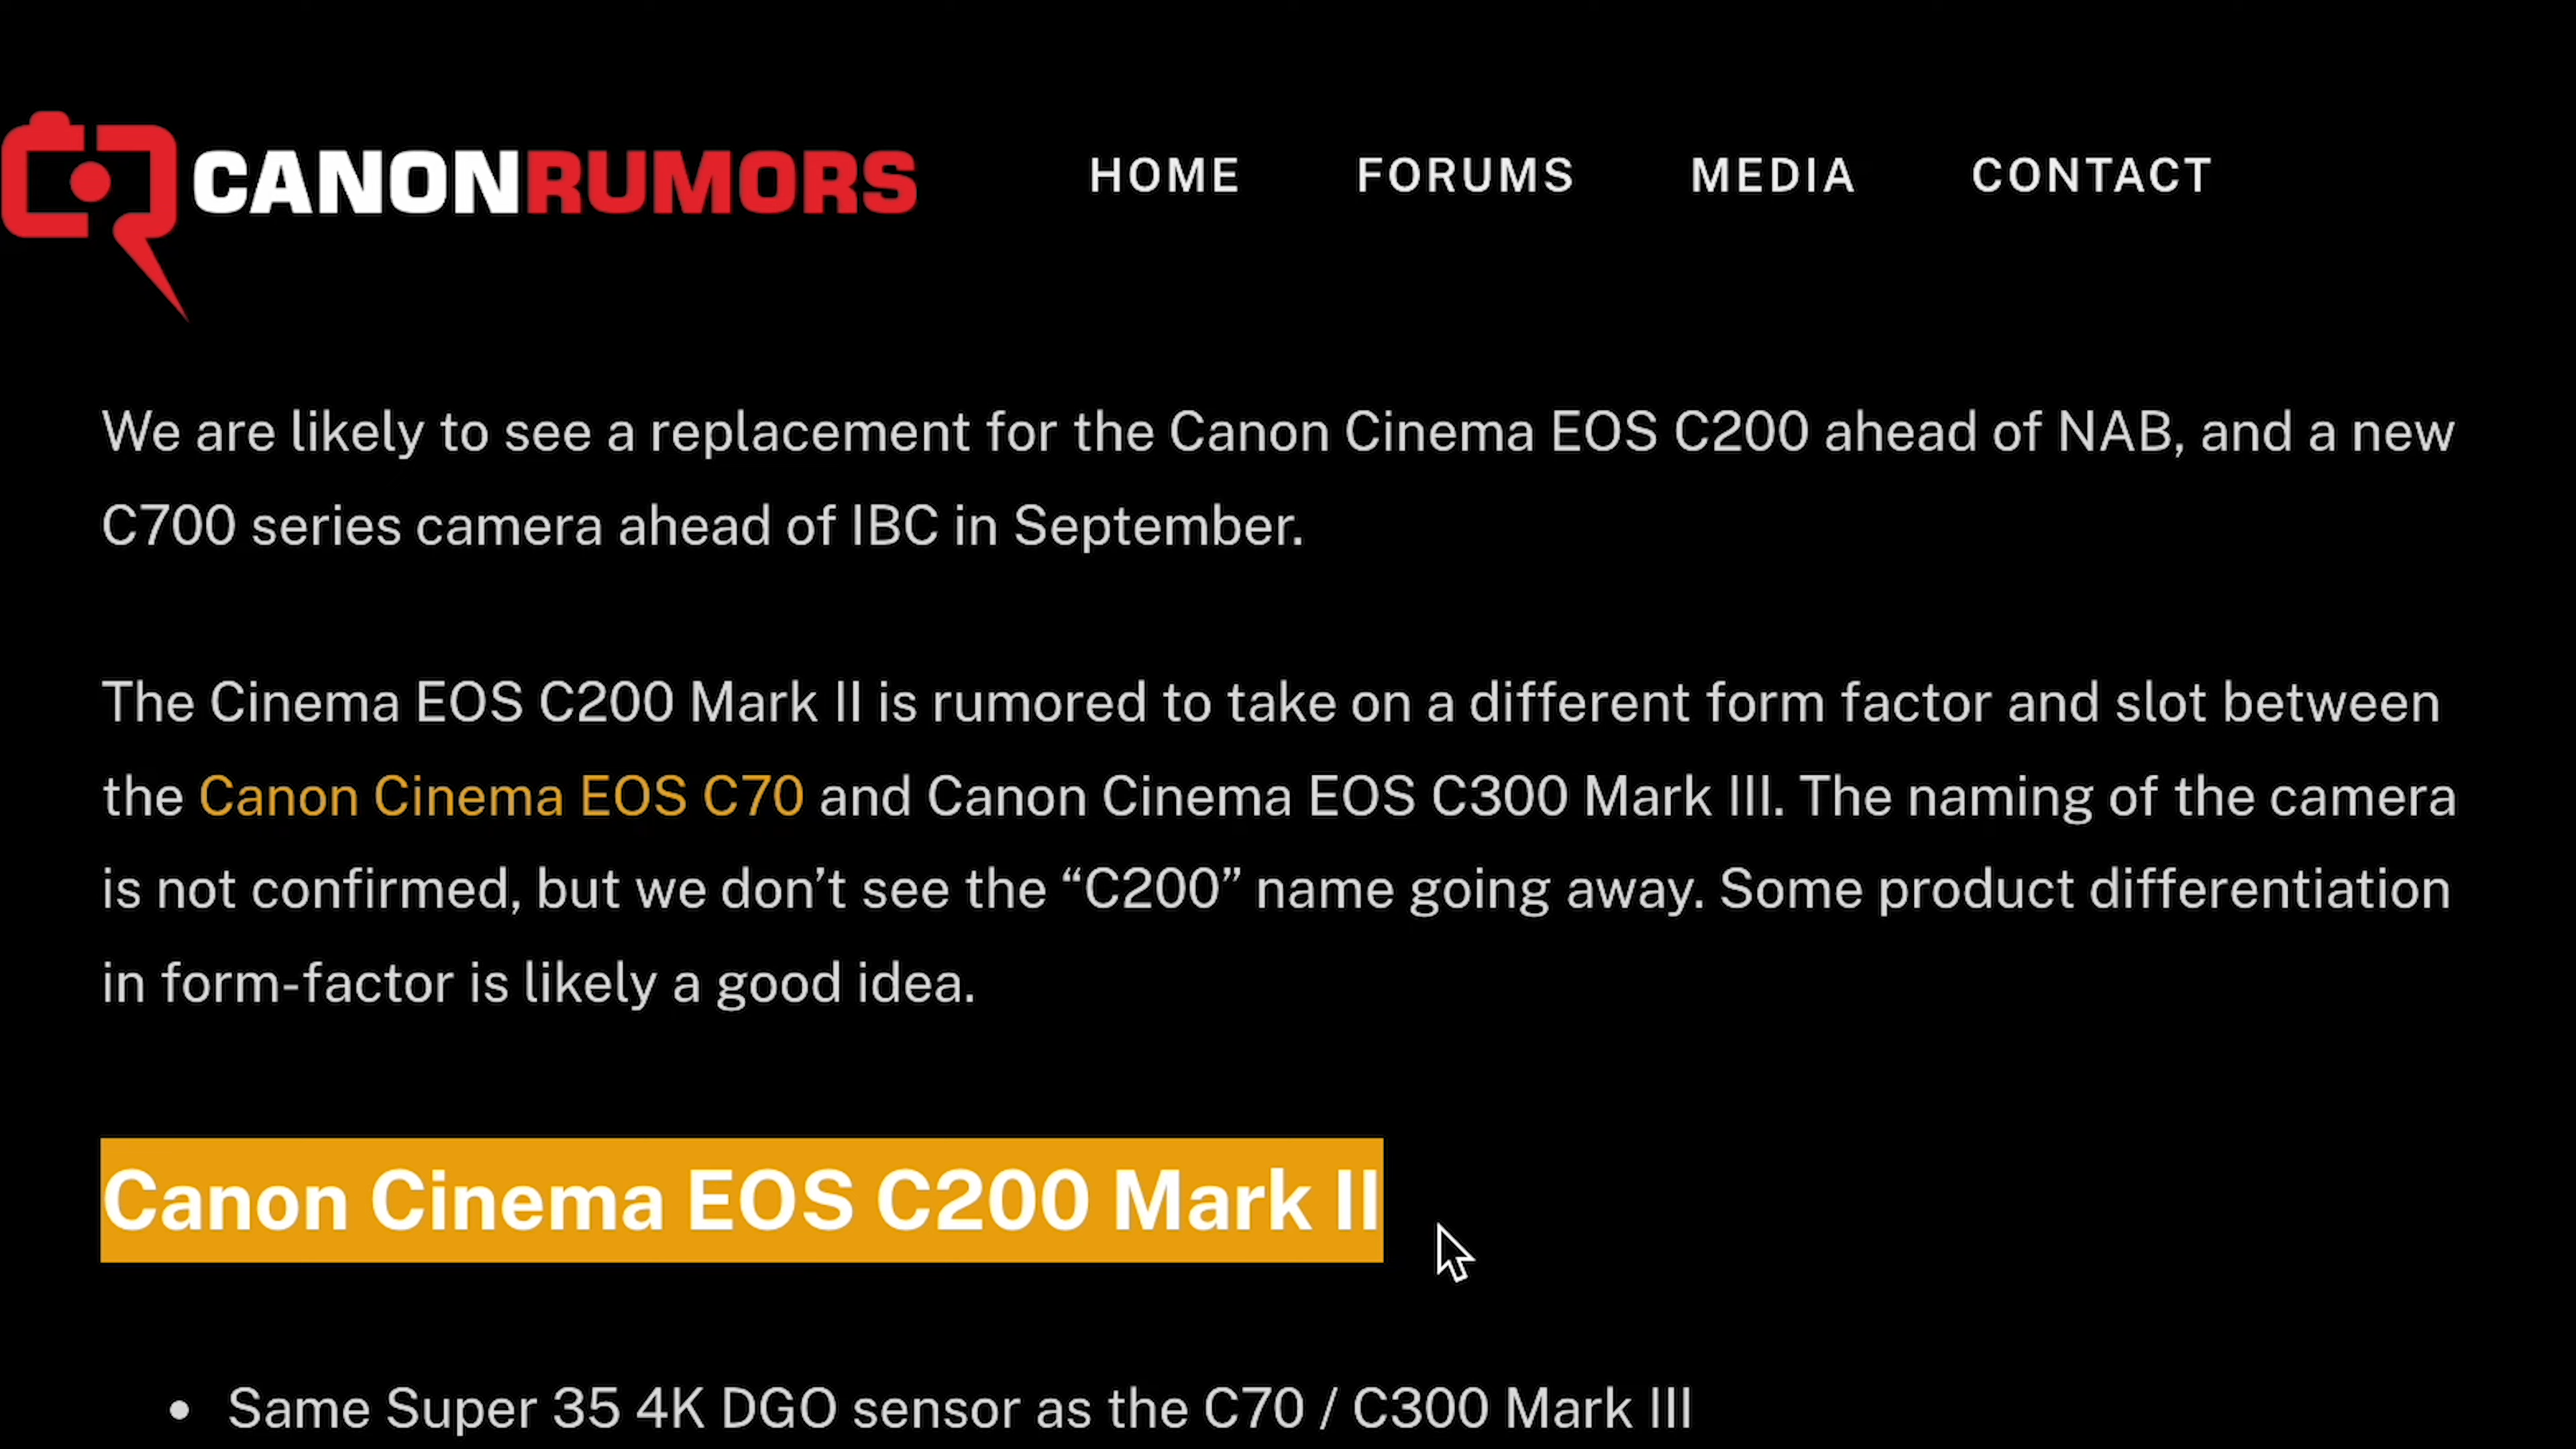 CANONRUMORS
HOME FORUMS MEDIA CONTACT
We are likely to see a replacement for the Canon Cinema EOS C200 ahead of NAB, and a new
C700 series camera ahead of IBC in September.
The Cinema EOS C200 Mark II is rumored to take on a different form factor and slot between
the Canon Cinema EOS C70 and Canon Cinema EOS C300 Mark III. The naming of the camera
is not confirmed, but we don’t see the “C200” name going away. Some product differentiation
in form-factor is likely a good idea.
Canon Cinema EOS C200 Mark II
• Same Super 35 4K DGO sensor as the C70 / C300 Mark III